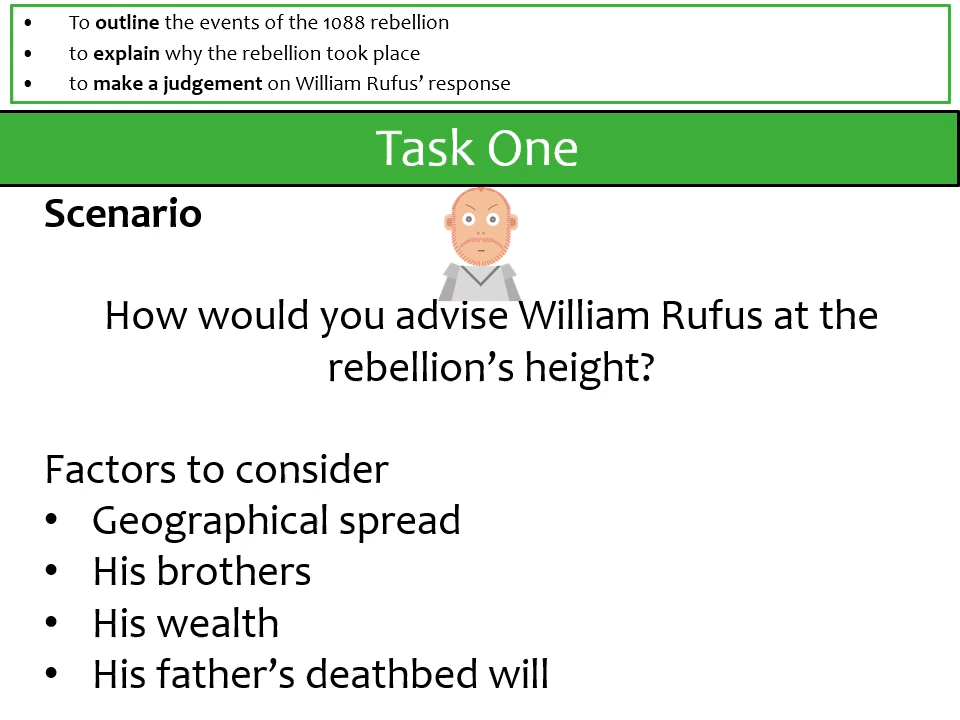 • To outline the events of the 1088 rebellion
• to explain why the rebellion took place
• to make a judgement on William Rufus’ response
Task One
Scenario
How would you advise William Rufus at the
rebellion’s height?
Factors to consider
• Geographical spread
• His brothers
• His wealth
• His father’s deathbed will